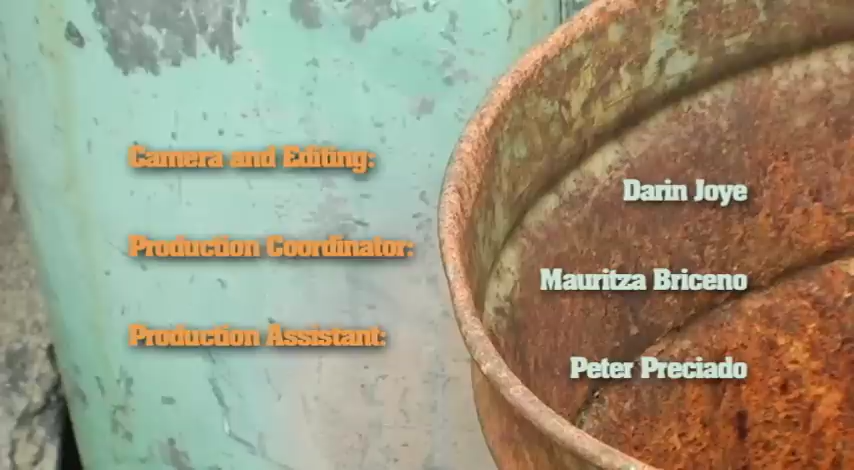 Camera and Editing:
Darin Joye
Production Coordinator:
Mauritza Briceno
Production Assistant:
Peter Preciado